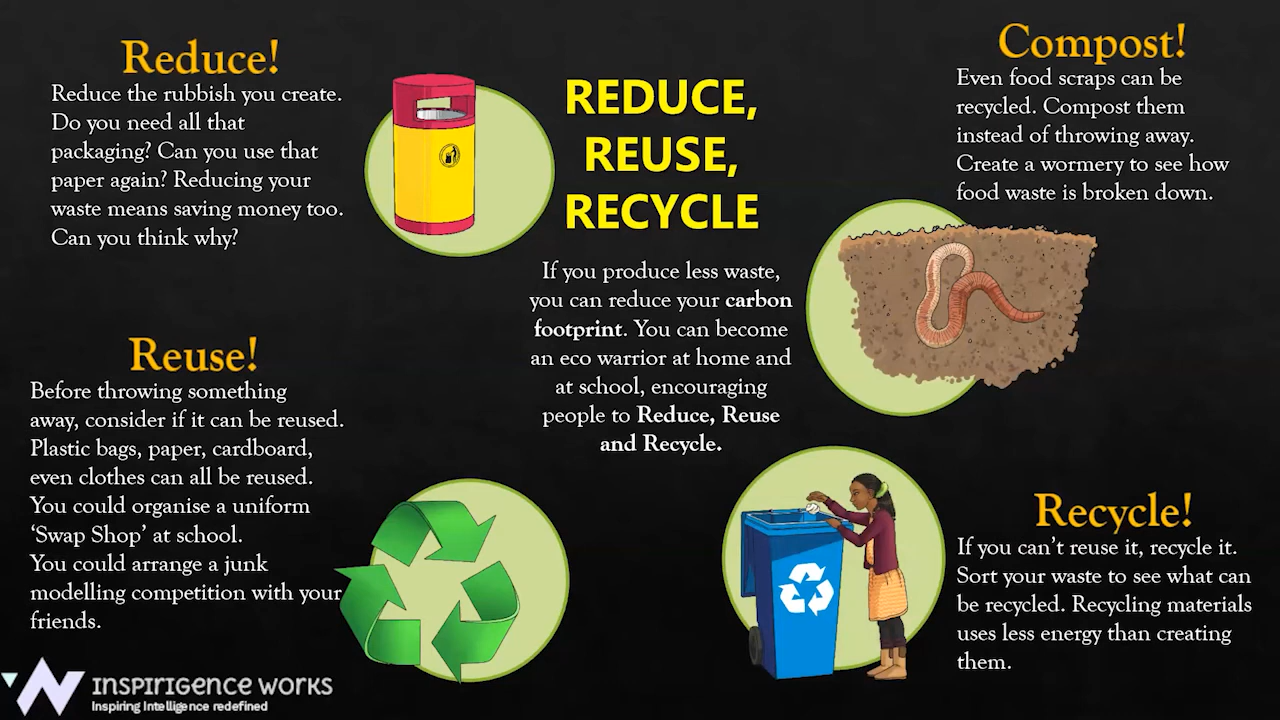 Reduce!
Reduce the rubbish you create.
Do you need all that
packaging? Can you use that
paper again? Reducing your
waste means saving money too.
Can you think why?
Reuse!
Before throwing something
away, consider if it can be reused.
Plastic bags, paper, cardboard,
even clothes can all be reused.
You could organise a uniform
‘Swap Shop’ at school.
You could arrange a junk
modelling competition with your
friends.
REDUCE,
REUSE,
RECYCLE
If you produce less waste,
you can reduce your carbon
footprint. You can become
an eco warrior at home and
at school, encouraging
people to Reduce, Reuse
and Recycle.
Compost!
Even food scraps can be
recycled. Compost them
instead of throwing away.
Create a wormery to see how
food waste is broken down.
Recycle!
If you can’t reuse it, recycle it.
Sort your waste to see what can
be recycled. Recycling materials
uses less energy than creating
them.
INSPIRIGENCE WORKS
Inspiring Intelligence redefined